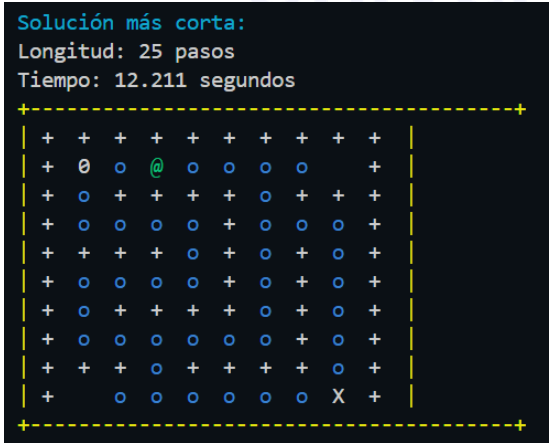 Solución más corta:
Longitud: 25 pasos
Tiempo: 12.211 segundos
+----------------------------------------+
| + + + + + + + + + + |
| + 0 o @ o o o o   + |
| + o + + + + o + + + |
| + o o o o + o o o + |
| + + + + o + o + o + |
| + o o o o + o + o + |
| + o + + + + o + o + |
| + o o o o o o + o + |
| + + + o + + + + o + |
| +   o o o o o o X + |
+----------------------------------------+